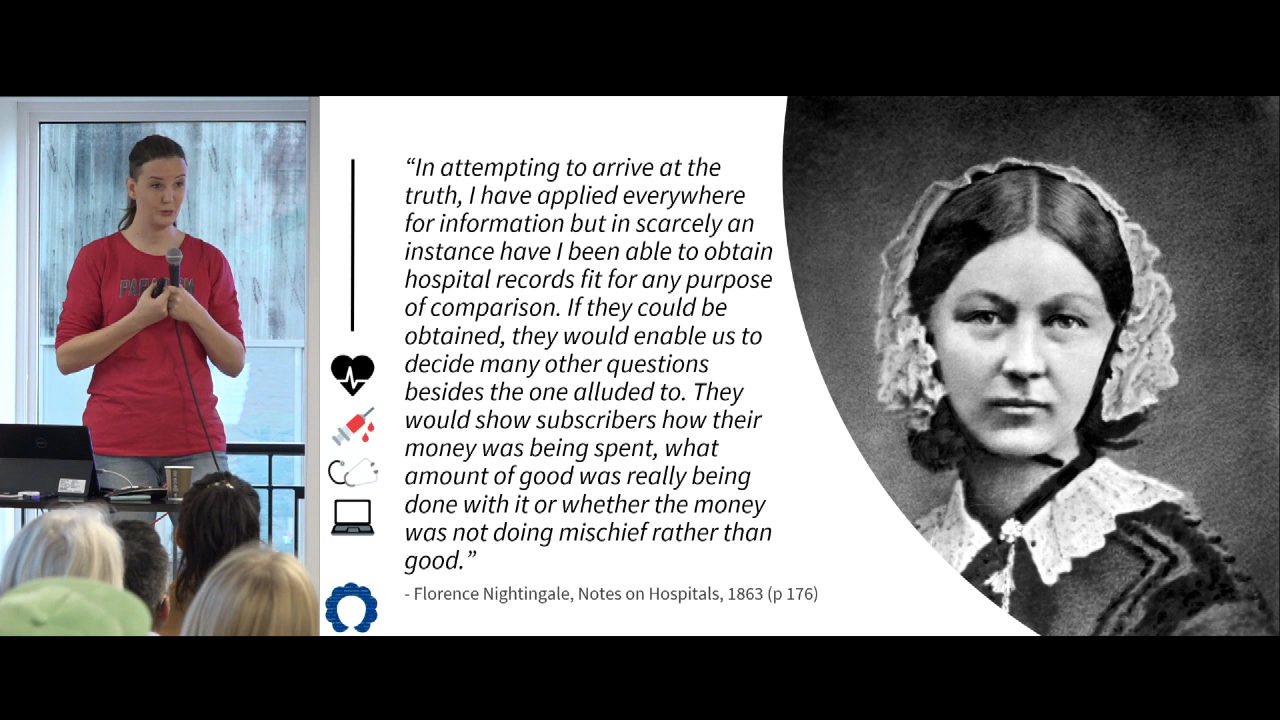 “In attempting to arrive at the
truth, I have applied everywhere
for information but in scarcely an
instance have I been able to obtain
hospital records fit for any purpose
of comparison. If they could be
obtained, they would enable us to
decide many other questions
besides the one alluded to. They
would show subscribers how their
money was being spent, what
amount of good was really being
done with it or whether the money
was not doing mischief rather than
good.”
- Florence Nightingale, Notes on Hospitals, 1863 (p 176)